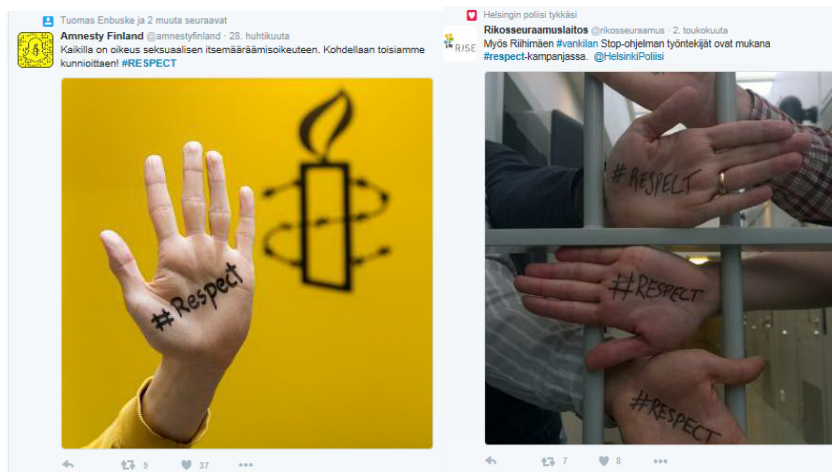 Tuomas Enbuske ja 2 muuta seuraavat
Amnesty Finland @amnestyfinland · 28. huhtikuuta
Kaikilla on oikeus seksuaalisen itsemääräämisoikeuteen. Kohdellaan toisiamme
kunnioittaen! #RESPECT
#Respect
9 37
Helsingin poliisi tykkäsi
RISE
Rikosseuraamuslaitos @rikosseuraamus · 2. toukokuuta
Myös Riihimäen #vankilan Stop-ohjelman työntekijät ovat mukana
#respect-kampanjassa. @HelsinkiPoliisi
#RESPECT
#RESPECT
#RESPECT
7 8